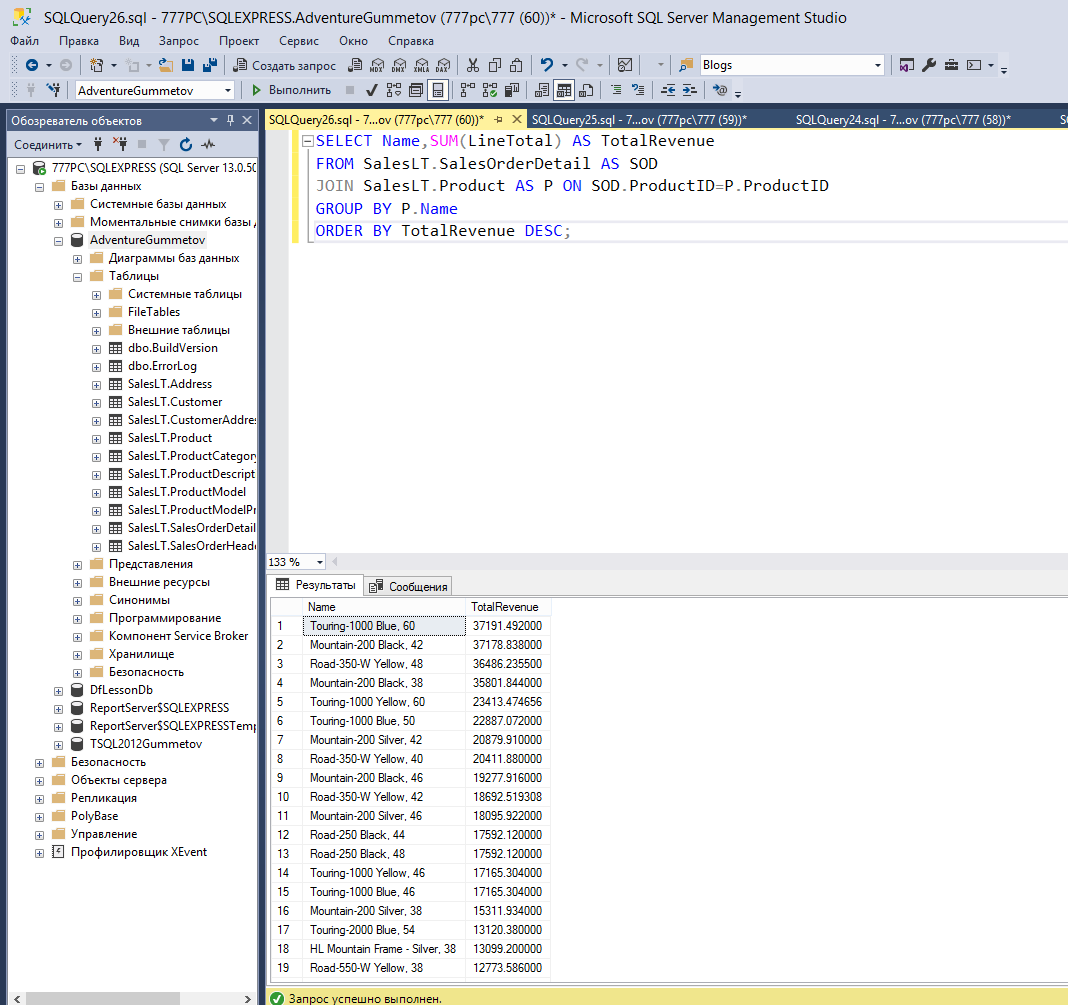 SQLQuery26.sql - 777PC\SQLEXPRESS.AdventureGummetov (777pc\777 (60))* - Microsoft SQL Server Management Studio
Файл Правка Вид Запрос Проект Сервис Окно Справка
Создать запрос MDX DMX XMLA DAX Blogs
AdventureGummetov Выполнить
Обозреватель объектов
Соединить
777PC\SQLEXPRESS (SQL Server 13.0.50
Базы данных
Системные базы данных
Моментальные снимки базы
AdventureGummetov
Диаграммы баз данных
Таблицы
Системные таблицы
FileTables
Внешние таблицы
dbo.BuildVersion
dbo.ErrorLog
SalesLT.Address
SalesLT.Customer
SalesLT.CustomerAddre
SalesLT.Product
SalesLT.ProductCategory
SalesLT.ProductDescript
SalesLT.ProductModel
SalesLT.ProductModelPr
SalesLT.SalesOrderDetail
SalesLT.SalesOrderHeade
Представления
Внешние ресурсы
Синонимы
Программирование
Компонент Service Broker
Хранилище
Безопасность
DfLessonDb
ReportServer$SQLEXPRESS
ReportServer$SQLEXPRESSTemp
TSQL2012Gummetov
Безопасность
Объекты сервера
Репликация
PolyBase
Управление
Профилировщик XEvent
SQLQuery26.sql - 7...ov (777pc\777 (60))* SQLQuery25.sql - 7...ov (777pc\777 (59))* SQLQuery24.sql - 7...ov (777pc\777 (58))*
SELECT Name,SUM(LineTotal) AS TotalRevenue
FROM SalesLT.SalesOrderDetail AS SOD
JOIN SalesLT.Product AS P ON SOD.ProductID=P.ProductID
GROUP BY P.Name
ORDER BY TotalRevenue DESC;
133 %
Результаты Сообщения
Name TotalRevenue
1 Touring-1000 Blue, 60 37191.492000
2 Mountain-200 Black, 42 37178.838000
3 Road-350-W Yellow, 48 36486.235500
4 Mountain-200 Black, 38 35801.844000
5 Touring-1000 Yellow, 60 23413.474656
6 Touring-1000 Blue, 50 22887.072000
7 Mountain-200 Silver, 42 20879.910000
8 Road-350-W Yellow, 40 20411.880000
9 Mountain-200 Black, 46 19277.916000
10 Road-350-W Yellow, 42 18692.519308
11 Mountain-200 Silver, 46 18095.922000
12 Road-250 Black, 44 17592.120000
13 Road-250 Black, 48 17592.120000
14 Touring-1000 Yellow, 46 17165.304000
15 Touring-1000 Blue, 46 17165.304000
16 Mountain-200 Silver, 38 15311.934000
17 Touring-2000 Blue, 54 13120.380000
18 HL Mountain Frame - Silver, 38 13099.200000
19 Road-550-W Yellow, 38 12773.586000
Запрос успешно выполнен.